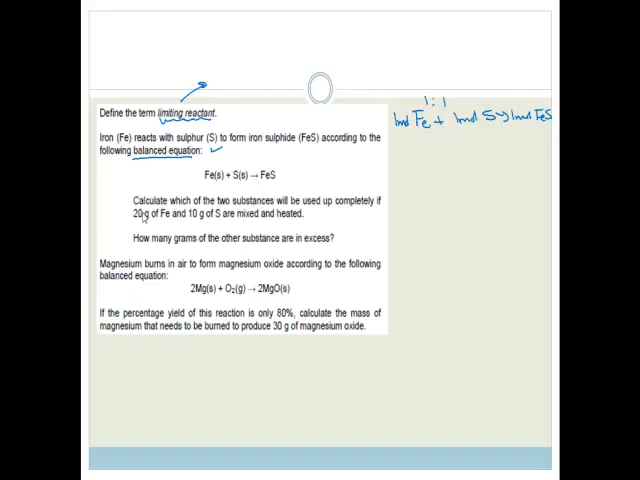 1 : 1
1mol Fe + 1mol S → 1mol FeS
Define the term limiting reactant.
Iron (Fe) reacts with sulphur (S) to form iron sulphide (FeS) according to the
following balanced equation:
Fe(s) + S(s) → FeS
Calculate which of the two substances will be used up completely if
20 g of Fe and 10 g of S are mixed and heated.
How many grams of the other substance are in excess?
Magnesium burns in air to form magnesium oxide according to the following
balanced equation:
2Mg(s) + O₂(g) → 2MgO(s)
If the percentage yield of this reaction is only 80%, calculate the mass of
magnesium that needs to be burned to produce 30 g of magnesium oxide.